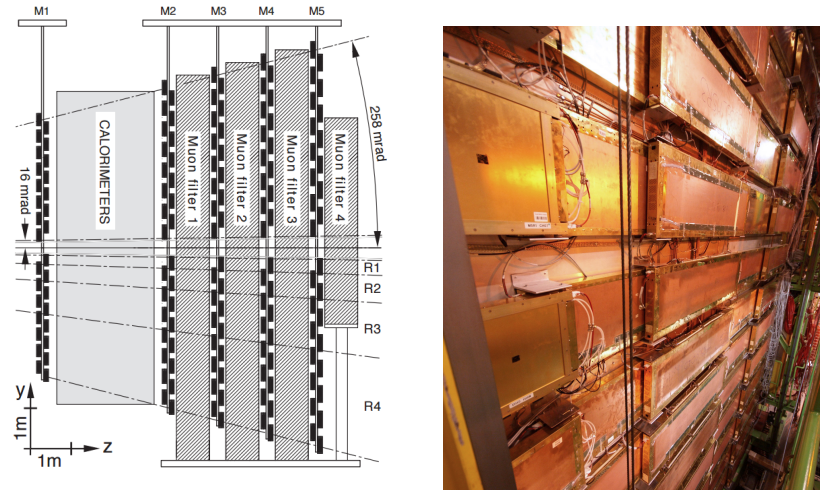 M1
M2
M3
M4
M5
16 mrad
258 mrad
CALORIMETERS
Muon filter 1
Muon filter 2
Muon filter 3
Muon filter 4
R1
R2
R3
R4
y
1m
1m
z